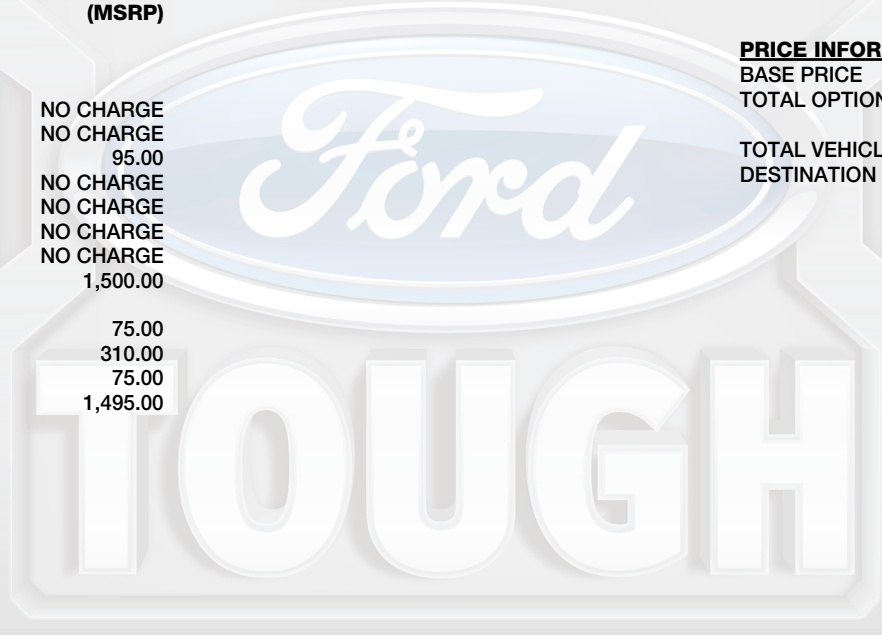 (MSRP)
NO CHARGE
NO CHARGE
95.00
NO CHARGE
NO CHARGE
NO CHARGE
NO CHARGE
1,500.00
75.00
310.00
75.00
1,495.00
PRICE INFOR
BASE PRICE
TOTAL OPTION
TOTAL VEHICL
DESTINATION
Ford
TOUGH